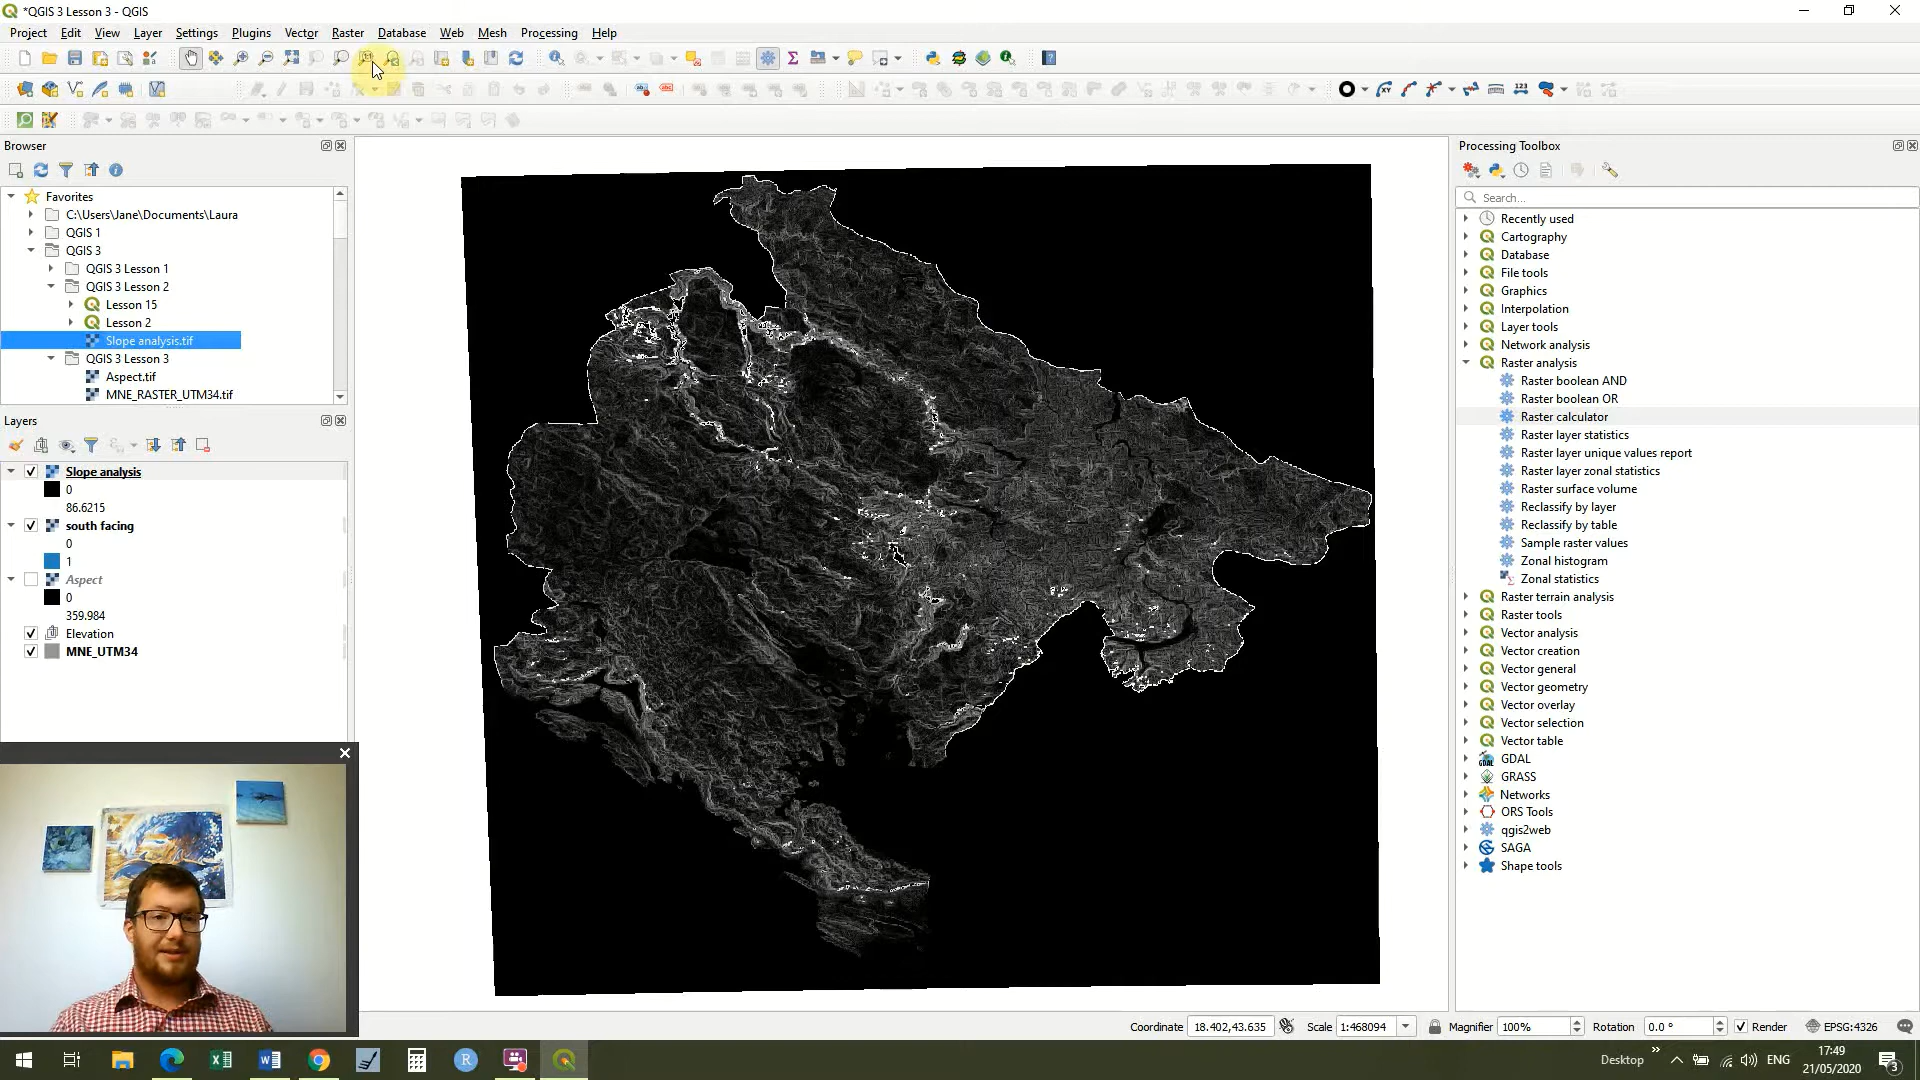 *QGIS 3 Lesson 3 - QGIS
Project Edit View Layer Settings Plugins Vector Raster Database Web Mesh Processing Help
Browser
Favorites
C:\Users\Jane\Documents\Laura
QGIS 1
QGIS 3
QGIS 3 Lesson 1
QGIS 3 Lesson 2
Lesson 15
Lesson 2
Slope analysis.tif
QGIS 3 Lesson 3
Aspect.tif
MNE_RASTER_UTM34.tif
Layers
Slope analysis
0
86.6215
south facing
0
1
Aspect
0
359.984
Elevation
MNE_UTM34
Processing Toolbox
Search...
Recently used
Cartography
Database
File tools
Graphics
Interpolation
Layer tools
Network analysis
Raster analysis
Raster boolean AND
Raster boolean OR
Raster calculator
Raster layer statistics
Raster layer unique values report
Raster layer zonal statistics
Raster surface volume
Reclassify by layer
Reclassify by table
Sample raster values
Zonal histogram
Zonal statistics
Raster terrain analysis
Raster tools
Vector analysis
Vector creation
Vector general
Vector geometry
Vector overlay
Vector selection
Vector table
GDAL
GRASS
Networks
ORS Tools
qgis2web
SAGA
Shape tools
Coordinate 18.402,43.635 Scale 1:468094 Magnifier 100% Rotation 0.0 ° Render EPSG:4326
Desktop ENG 17:49
21/05/2020 3